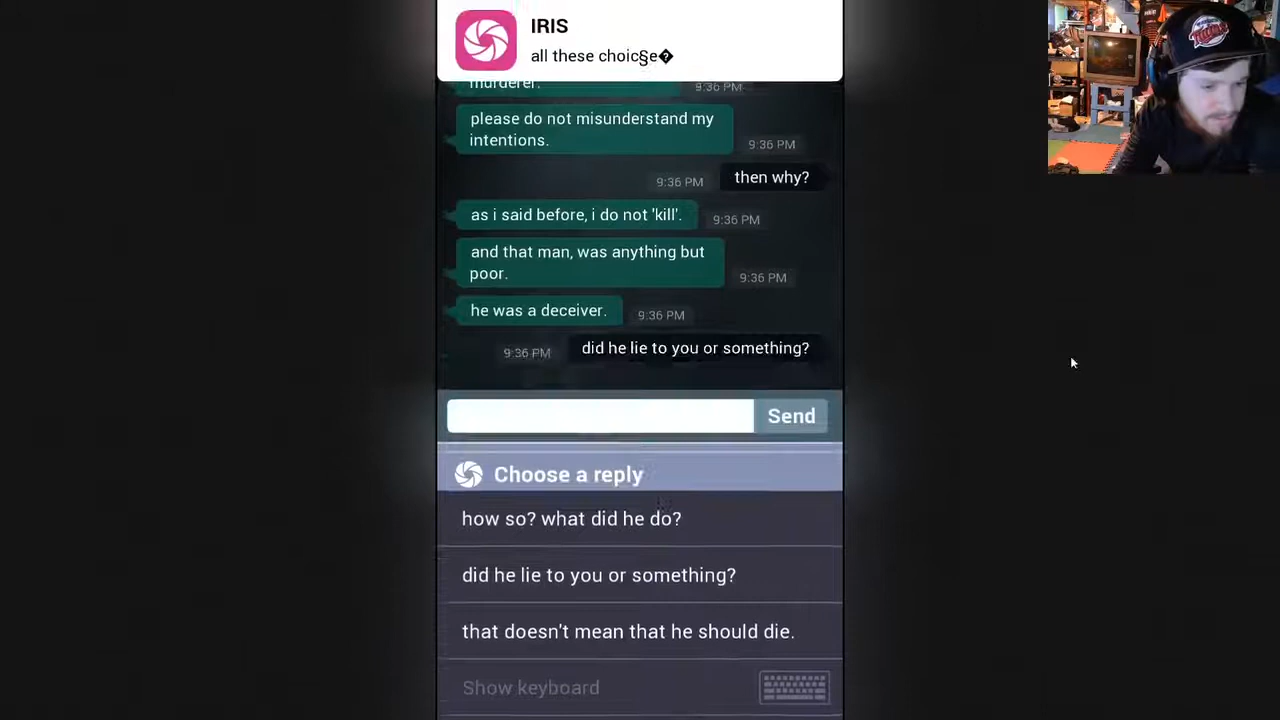 IRIS
all these choic§e�
murderer.
9:36 PM
please do not misunderstand my
intentions.
9:36 PM
then why?
9:36 PM
as i said before, i do not 'kill'.
9:36 PM
and that man, was anything but
poor.
9:36 PM
he was a deceiver.
9:36 PM
9:36 PM
did he lie to you or something?
Send
Choose a reply
how so? what did he do?
did he lie to you or something?
that doesn't mean that he should die.
Show keyboard